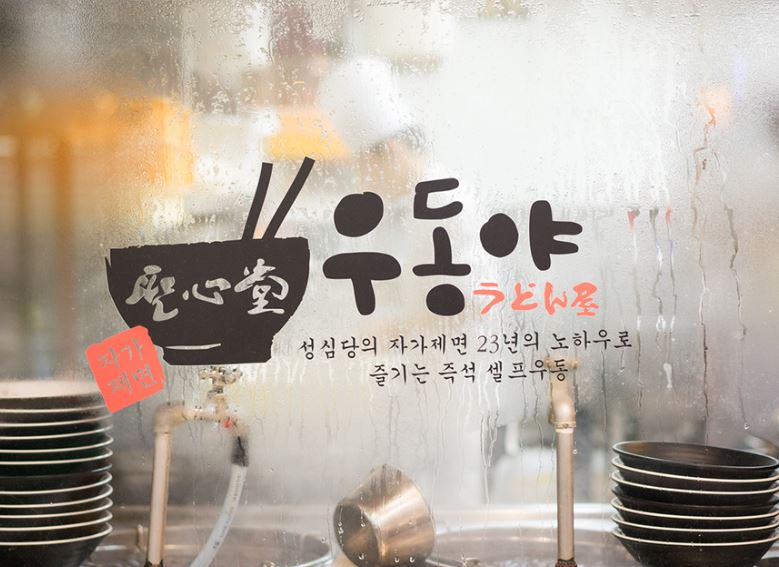 우동야
聖心堂
うどん屋
자가
제면
성심당의 자가제면 23년의 노하우로
즐기는 즉석 셀프우동